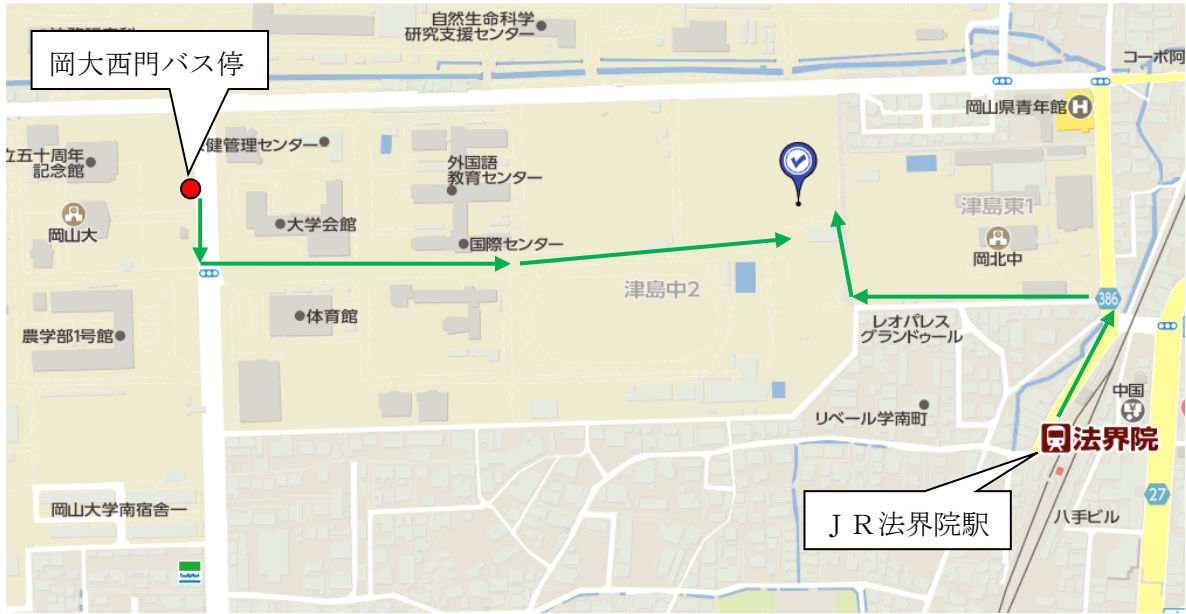 自然生命科学
研究支援センター
岡大西門バス停
コーポ阿
岡山県青年館
H
健管理センター
立五十周年
記念館
外国語
教育センター
岡山大
大学会館
国際センター
津島東1
岡北中
津島中2
386
体育館
農学部1号館
レオパレス
グランドゥール
中国
リベール学南町
法界院
27
岡山大学南宿舎一
ＪＲ法界院駅
八手ビル
FamilyMart